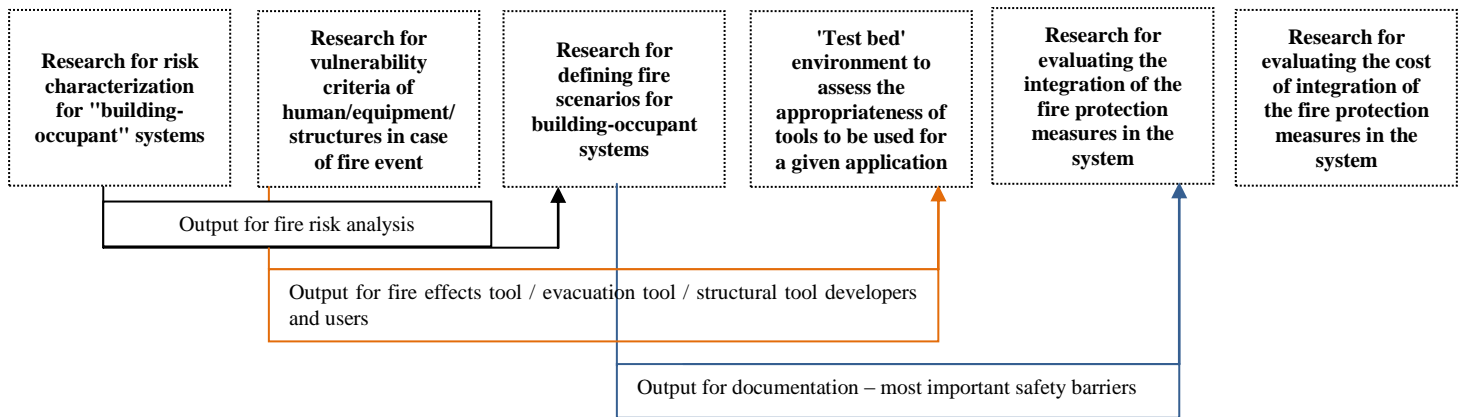 Research for risk
characterization
for "building-
occupant" systems
Research for
vulnerability
criteria of
human/equipment/
structures in case
of fire event
Research for
defining fire
scenarios for
building-occupant
systems
'Test bed'
environment to
assess the
appropriateness of
tools to be used for
a given application
Research for
evaluating the
integration of the
fire protection
measures in the
system
Research for
evaluating the cost
of integration of
the fire protection
measures in the
system
Output for fire risk analysis
Output for fire effects tool / evacuation tool / structural tool developers
and users
Output for documentation – most important safety barriers